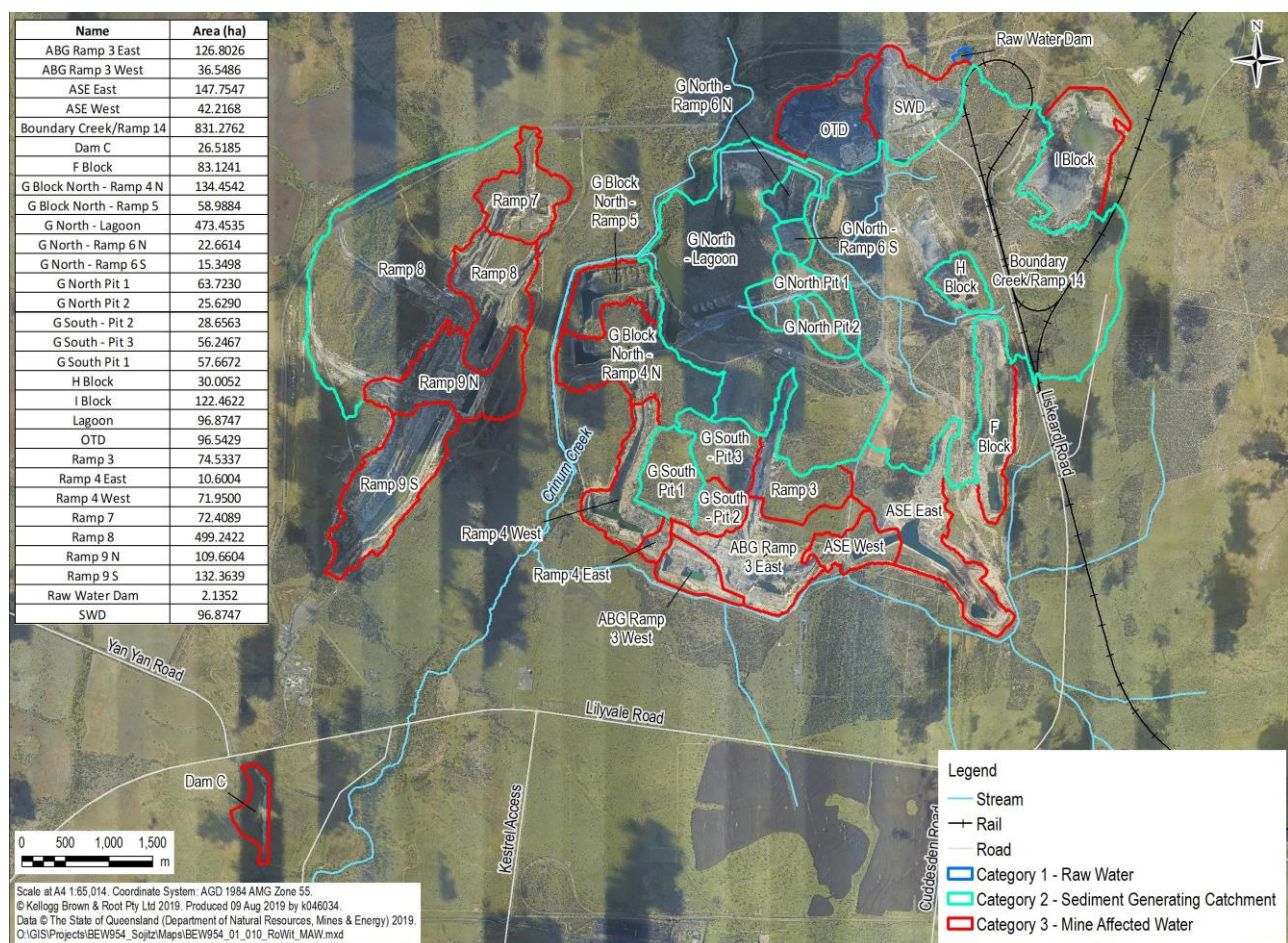 Name Area (ha)
ABG Ramp 3 East 126.8026
ABG Ramp 3 West 36.5486
ASE East 147.7547
ASE West 42.2168
Boundary Creek/Ramp 14 831.2762
Dam C 26.5185
F Block 83.1241
G Block North - Ramp 4 N 134.4542
G Block North - Ramp 5 58.9884
G North - Lagoon 473.4535
G North - Ramp 6 N 22.6614
G North - Ramp 6 S 15.3498
G North Pit 1 63.7230
G North Pit 2 25.6290
G South - Pit 2 28.6563
G South - Pit 3 56.2467
G South Pit 1 57.6672
H Block 30.0052
I Block 122.4622
Lagoon 96.8747
OTD 96.5429
Ramp 3 74.5337
Ramp 4 East 10.6004
Ramp 4 West 71.9500
Ramp 7 72.4089
Ramp 8 499.2422
Ramp 9 N 109.6604
Ramp 9 S 132.3639
Raw Water Dam 2.1352
SWD 96.8747
Raw Water Dam
N
G North -
Ramp 6 N
OTD
SWD
I Block
G Block
North -
Ramp 5
Ramp 7
G North -
Lagoon
G North -
Ramp 6 S
Ramp 8
Ramp 8
G North Pit 1
H
Block
Boundary
Creek/Ramp 14
G North Pit 2
G Block
North -
Ramp 4 N
Ramp 9 N
Liskeard Road
Crinum Creek
G South
- Pit 3
F
Block
Ramp 9 S
G South
Pit 1
G South
- Pit 2
Ramp 3
Ramp 4 West
ASE East
ABG Ramp
3 East
ASE West
Ramp 4 East
ABG Ramp
3 West
Yan Yan Road
Lilyvale Road
Dam C
Kestrel Access
Cuddesden Road
0 500 1,000 1,500
m
Scale at A4 1:65,014. Coordinate System: AGD 1984 AMG Zone 55.
© Kellogg Brown & Root Pty Ltd 2019. Produced 09 Aug 2019 by k046034.
Data © The State of Queensland (Department of Natural Resources, Mines & Energy) 2019.
O:\GIS\Projects\BEW954_Sojitz\Maps\BEW954_01_010_RoWit_MAW.mxd
Legend
Stream
Rail
Road
Category 1 - Raw Water
Category 2 - Sediment Generating Catchment
Category 3 - Mine Affected Water